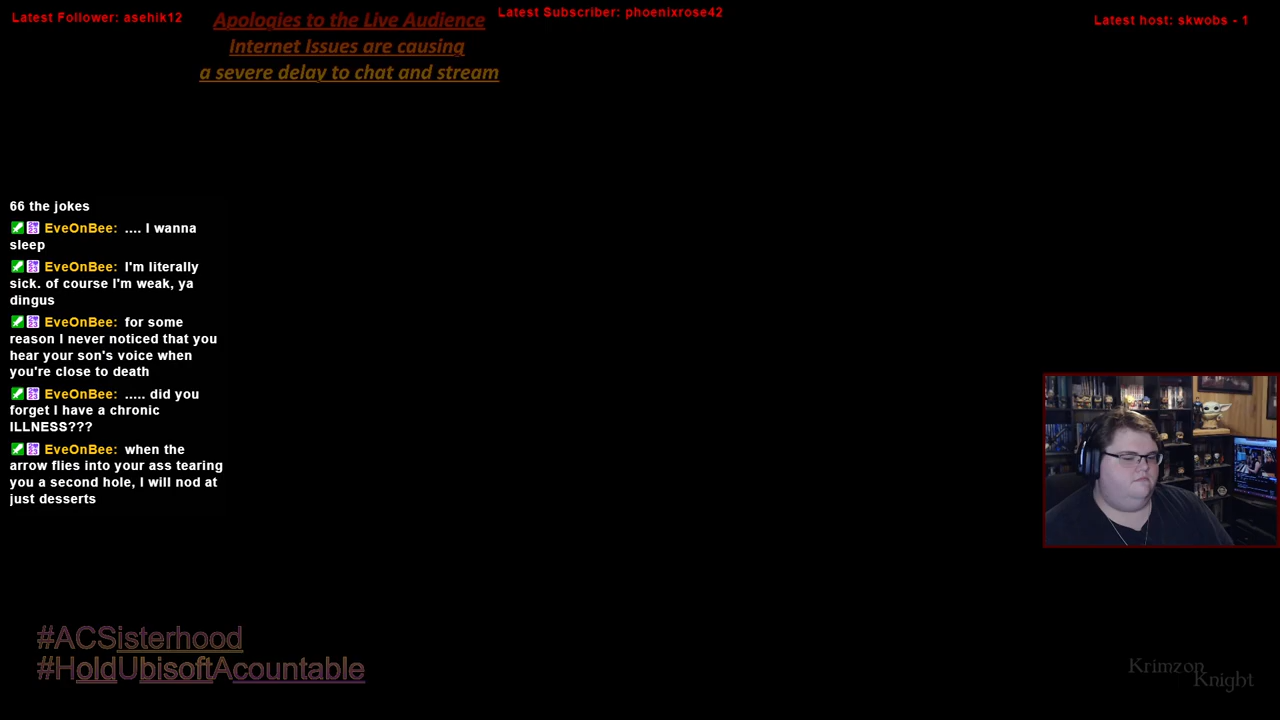 Latest Follower: asehik12
Apologies to the Live Audience
Internet Issues are causing
a severe delay to chat and stream
Latest Subscriber: phoenixrose42
Latest host: skwobs - 1
66 the jokes
EveOnBee: .... I wanna
sleep
EveOnBee: I'm literally
sick. of course I'm weak, ya
dingus
EveOnBee: for some
reason I never noticed that you
hear your son's voice when
you're close to death
EveOnBee: ..... did you
forget I have a chronic
ILLNESS???
EveOnBee: when the
arrow flies into your ass tearing
you a second hole, I will nod at
just desserts
#ACSisterhood
#HoldUbisoftAcountable
Krimzon
Knight